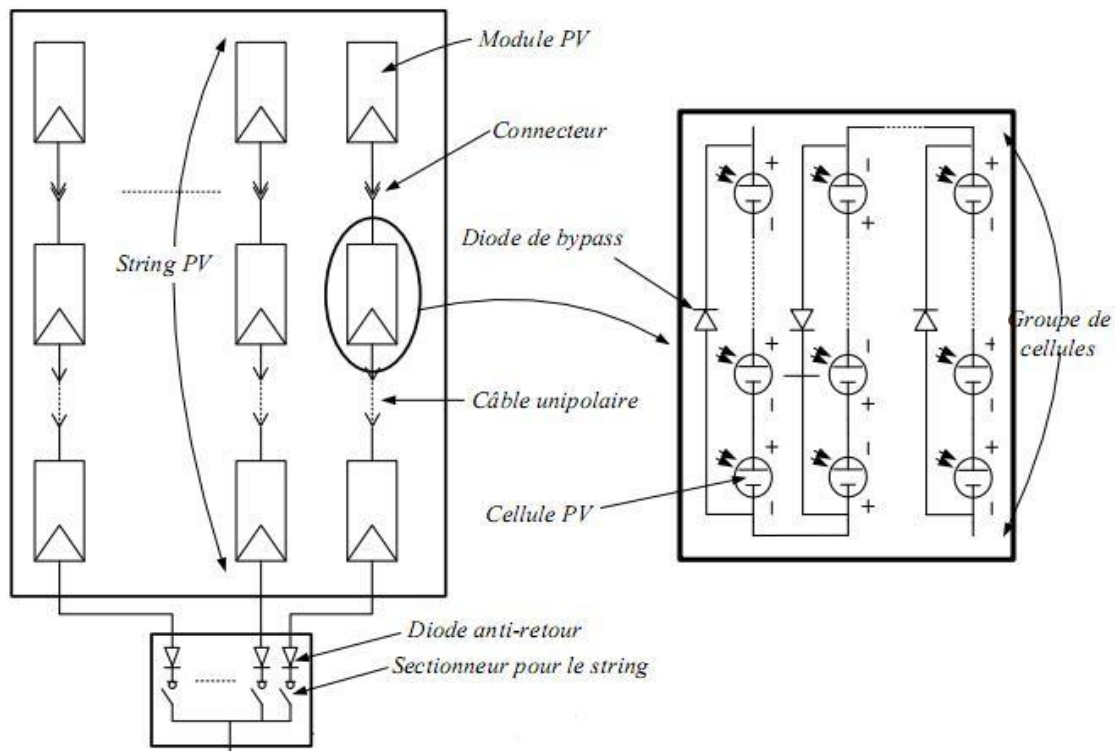 Module PV
Connecteur
String PV
Câble unipolaire
Diode anti-retour
Sectionneur pour le string
Diode de bypass
Cellule PV
Groupe de
cellules
+ + + - - - + + +
- - - + + + - - -